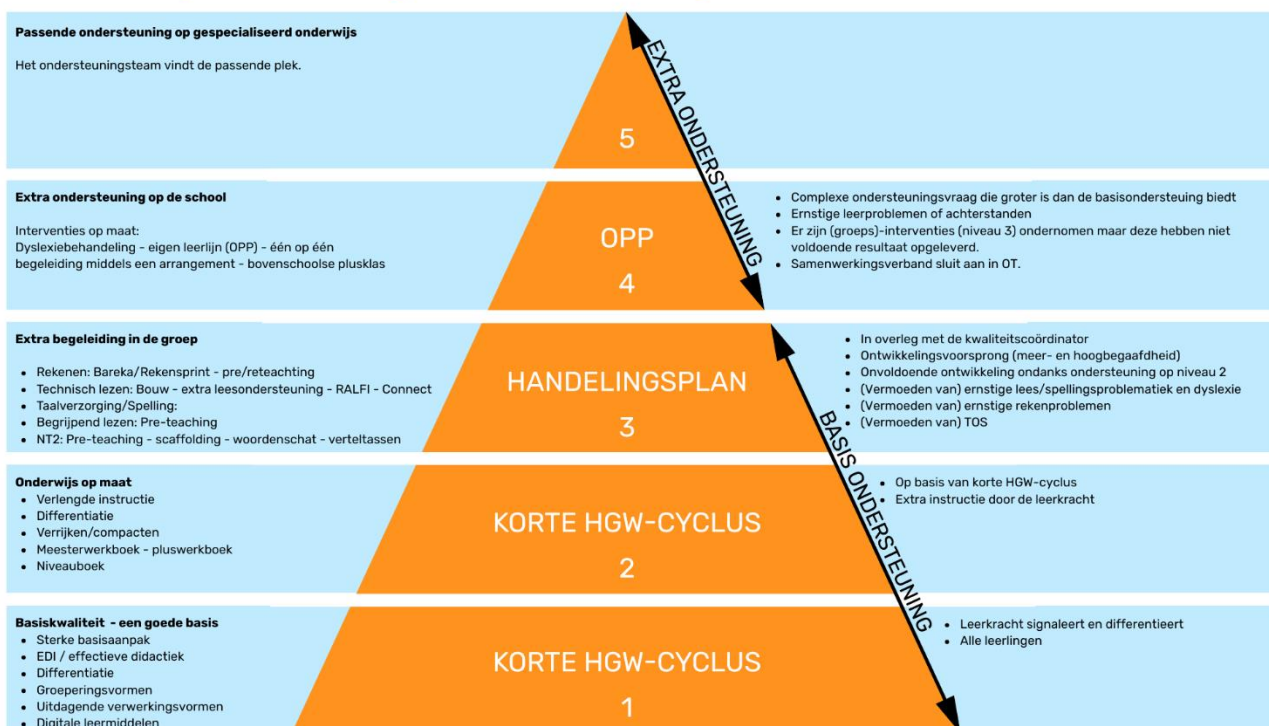 Passende ondersteuning op gespecialiseerd onderwijs
Het ondersteuningsteam vindt de passende plek.
5
EXTRA ONDERSTEUNING
Extra ondersteuning op de school
Interventies op maat:
Dyslexiebehandeling - eigen leerlijn (OPP) - één op één
begeleiding middels een arrangement - bovenschoolse plusklas
OPP
4
• Complexe ondersteuningsvraag die groter is dan de basisondersteuing biedt
• Ernstige leerproblemen of achterstanden
• Er zijn (groeps)-interventies (niveau 3) ondernomen maar deze hebben niet
voldoende resultaat opgeleverd.
• Samenwerkingsverband sluit aan in OT.
Extra begeleiding in de groep
• Rekenen: Bareka/Rekensprint - pre/reteachting
• Technisch lezen: Bouw - extra leesondersteuning - RALFI - Connect
• Taalverzorging/Spelling:
• Begrijpend lezen: Pre-teaching
• NT2: Pre-teaching - scaffolding - woordenschat - verteltassen
HANDELINGSPLAN
3
• In overleg met de kwaliteitscoördinator
• Ontwikkelingsvoorsprong (meer- en hoogbegaafdheid)
• Onvoldoende ontwikkeling ondanks ondersteuning op niveau 2
• (Vermoeden van) ernstige lees/spellingsproblematiek en dyslexie
• (Vermoeden van) ernstige rekenproblemen
• (Vermoeden van) TOS
BASIS ONDERSTEUNING
Onderwijs op maat
• Verlengde instructie
• Differentiatie
• Verrijken/compacten
• Meesterwerkboek - pluswerkboek
• Niveauboek
KORTE HGW-CYCLUS
2
• Op basis van korte HGW-cyclus
• Extra instructie door de leerkracht
Basiskwaliteit - een goede basis
• Sterke basisaanpak
• EDI / effectieve didactiek
• Differentiatie
• Groeperingsvormen
• Uitdagende verwerkingsvormen
• Digitale leermiddelen
KORTE HGW-CYCLUS
1
• Leerkracht signaleert en differentieert
• Alle leerlingen